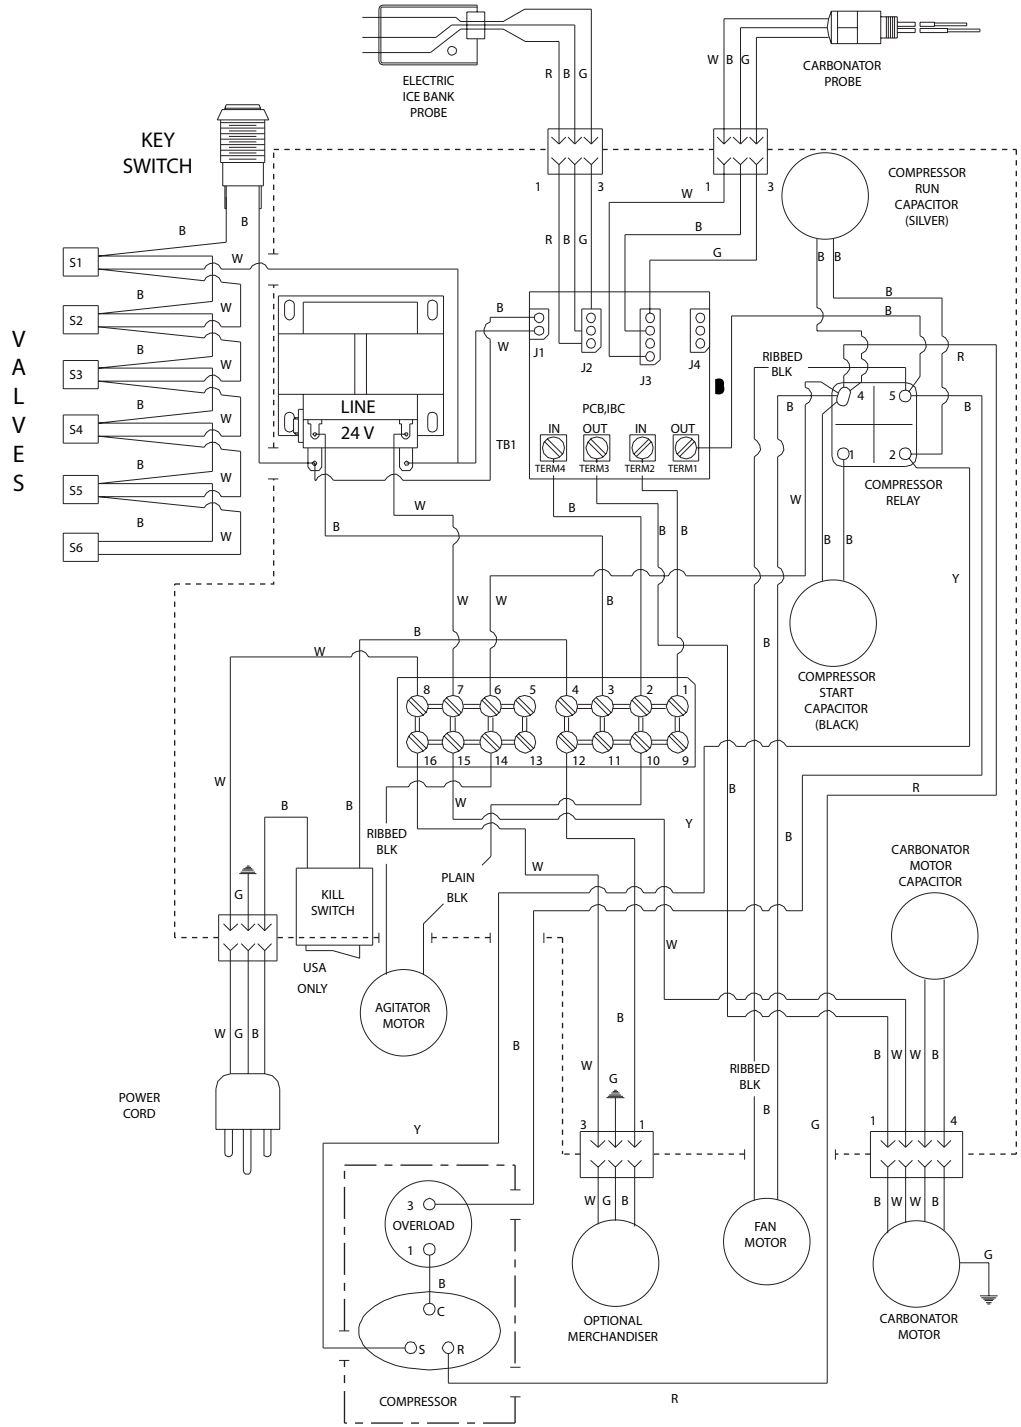 ELECTRIC
ICE BANK
PROBE
R B G
W B G
CARBONATOR
PROBE
KEY
SWITCH
1 3
1 3
COMPRESSOR
RUN
CAPACITOR
(SILVER)
B
B
W
W
B
G
R B G
B B
S1
S2
S3
S4
S5
S6
B
W
B
W
B
W
B
W
B
W
VALVES
LINE
24 V
B
W
J1
J2
J3
J4
PCB,IBC
TB1
IN
OUT
IN
OUT
TERM4
TERM3
TERM2
TERM1
B
B
R
RIBBED
BLK
B
4
5
B
1
2
COMPRESSOR
RELAY
W
B
W
B
B
B
B B
Y
W
W
B
B
B
W
COMPRESSOR
START
CAPACITOR
(BLACK)
8 7 6 5 4 3 2 1
16 15 14 13 12 11 10 9
W
B
B
W
B
R
Y
B
RIBBED
BLK
PLAIN
BLK
W
G
KILL
SWITCH
USA
ONLY
CARBONATOR
MOTOR
CAPACITOR
W
AGITATOR
MOTOR
W G B
B
B
W
G
RIBBED
BLK
B
B W W B
POWER
CORD
Y
3 1
G
1 4
3
OVERLOAD
1
B
C
S
R
COMPRESSOR
W G B
OPTIONAL
MERCHANDISER
FAN
MOTOR
B W W B
G
CARBONATOR
MOTOR
R